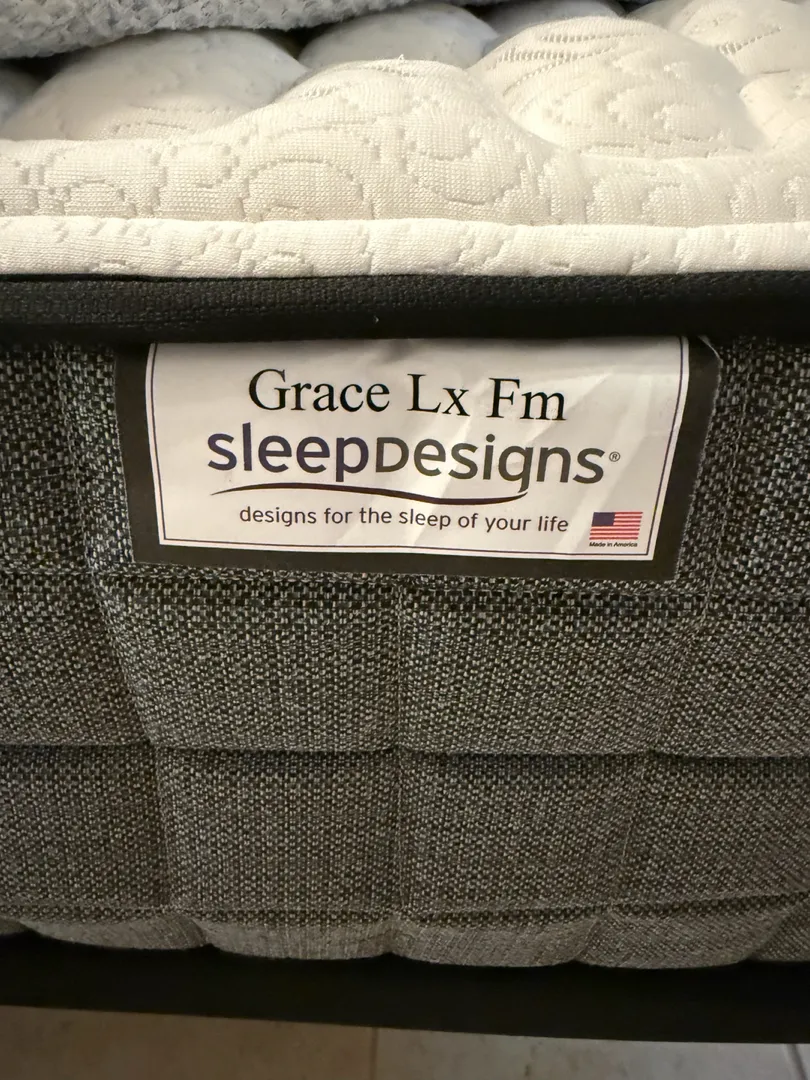 Grace Lx Fm
sleepDesigns®
designs for the sleep of your life
Made in America